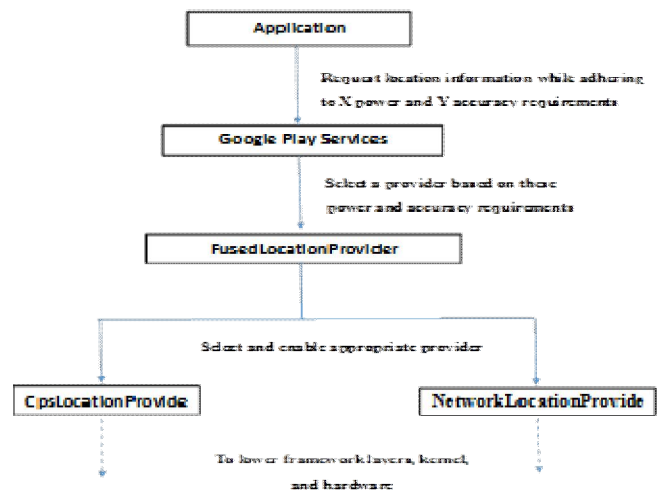 Application
Request location information while adhering
to X power and Y accuracy requirements
Google Play Services
Select a provider based on these
power and accuracy requirements
FusedLocationProvider
Select and enable appropriate provider
CpsLocationProvide
NetworkLocationProvide
To lower framework layers, kernel,
and hardware